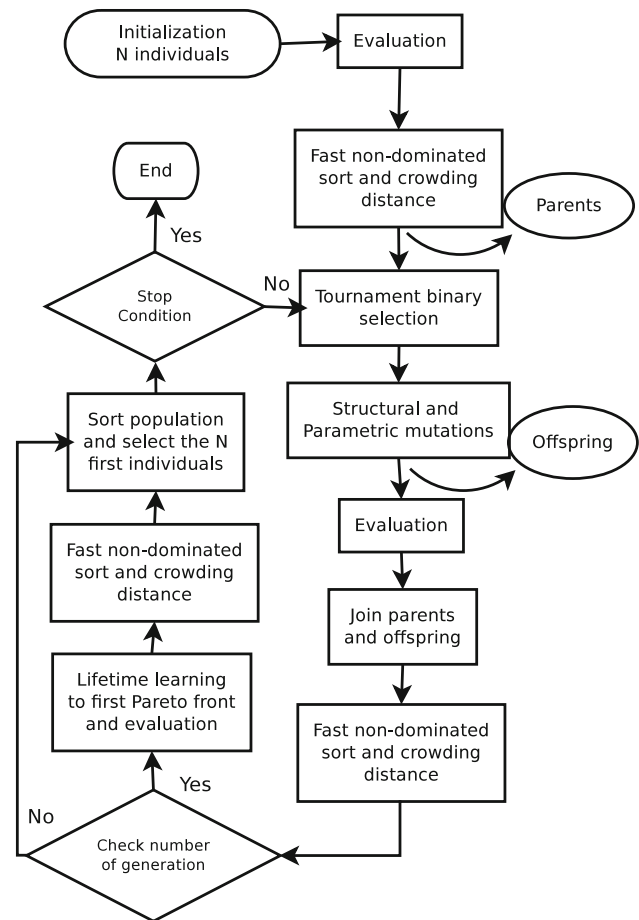 Initialization
N individuals
Evaluation
Fast non-dominated
sort and crowding
distance
Parents
End
Yes
Stop
Condition
No
Tournament binary
selection
Structural and
Parametric mutations
Offspring
Sort population
and select the N
first individuals
Evaluation
Fast non-dominated
sort and crowding
distance
Join parents
and offspring
Lifetime learning
to first Pareto front
and evaluation
Fast non-dominated
sort and crowding
distance
Yes
No
Check number
of generation